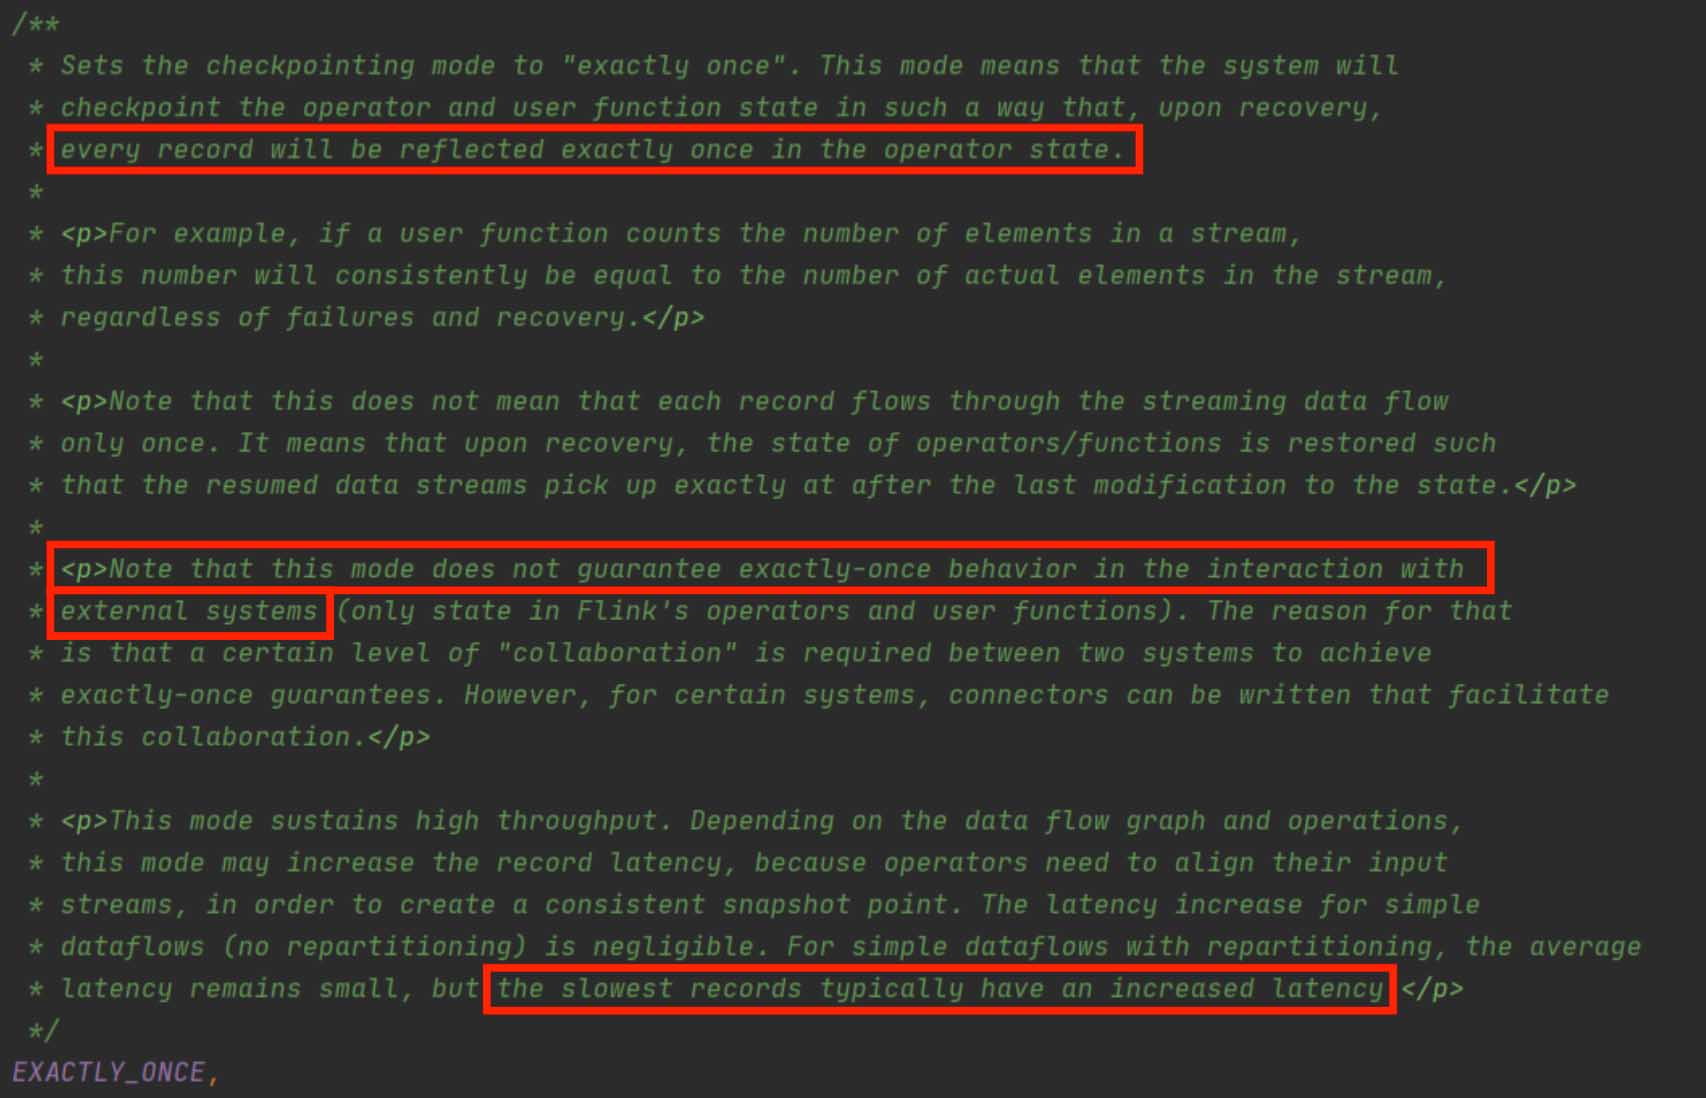 /**
* Sets the checkpointing mode to "exactly once". This mode means that the system will
* checkpoint the operator and user function state in such a way that, upon recovery,
* every record will be reflected exactly once in the operator state.
*
* <p>For example, if a user function counts the number of elements in a stream,
* this number will consistently be equal to the number of actual elements in the stream,
* regardless of failures and recovery.</p>
*
* <p>Note that this does not mean that each record flows through the streaming data flow
* only once. It means that upon recovery, the state of operators/functions is restored such
* that the resumed data streams pick up exactly at after the last modification to the state.</p>
*
* <p>Note that this mode does not guarantee exactly-once behavior in the interaction with
* external systems (only state in Flink's operators and user functions). The reason for that
* is that a certain level of "collaboration" is required between two systems to achieve
* exactly-once guarantees. However, for certain systems, connectors can be written that facilitate
* this collaboration.</p>
*
* <p>This mode sustains high throughput. Depending on the data flow graph and operations,
* this mode may increase the record latency, because operators need to align their input
* streams, in order to create a consistent snapshot point. The latency increase for simple
* dataflows (no repartitioning) is negligible. For simple dataflows with repartitioning, the average
* latency remains small, but the slowest records typically have an increased latency </p>
*/
EXACTLY_ONCE,